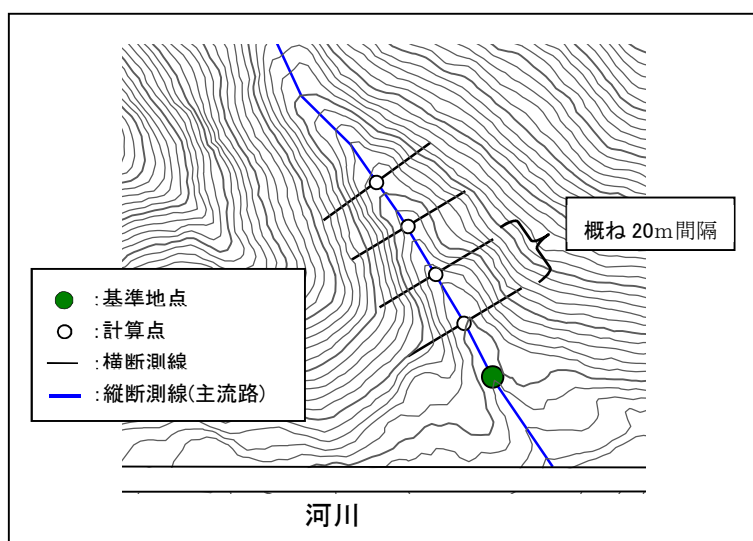 概ね 20m間隔
:基準地点
:計算点
:横断測線
:縦断測線(主流路)
河川